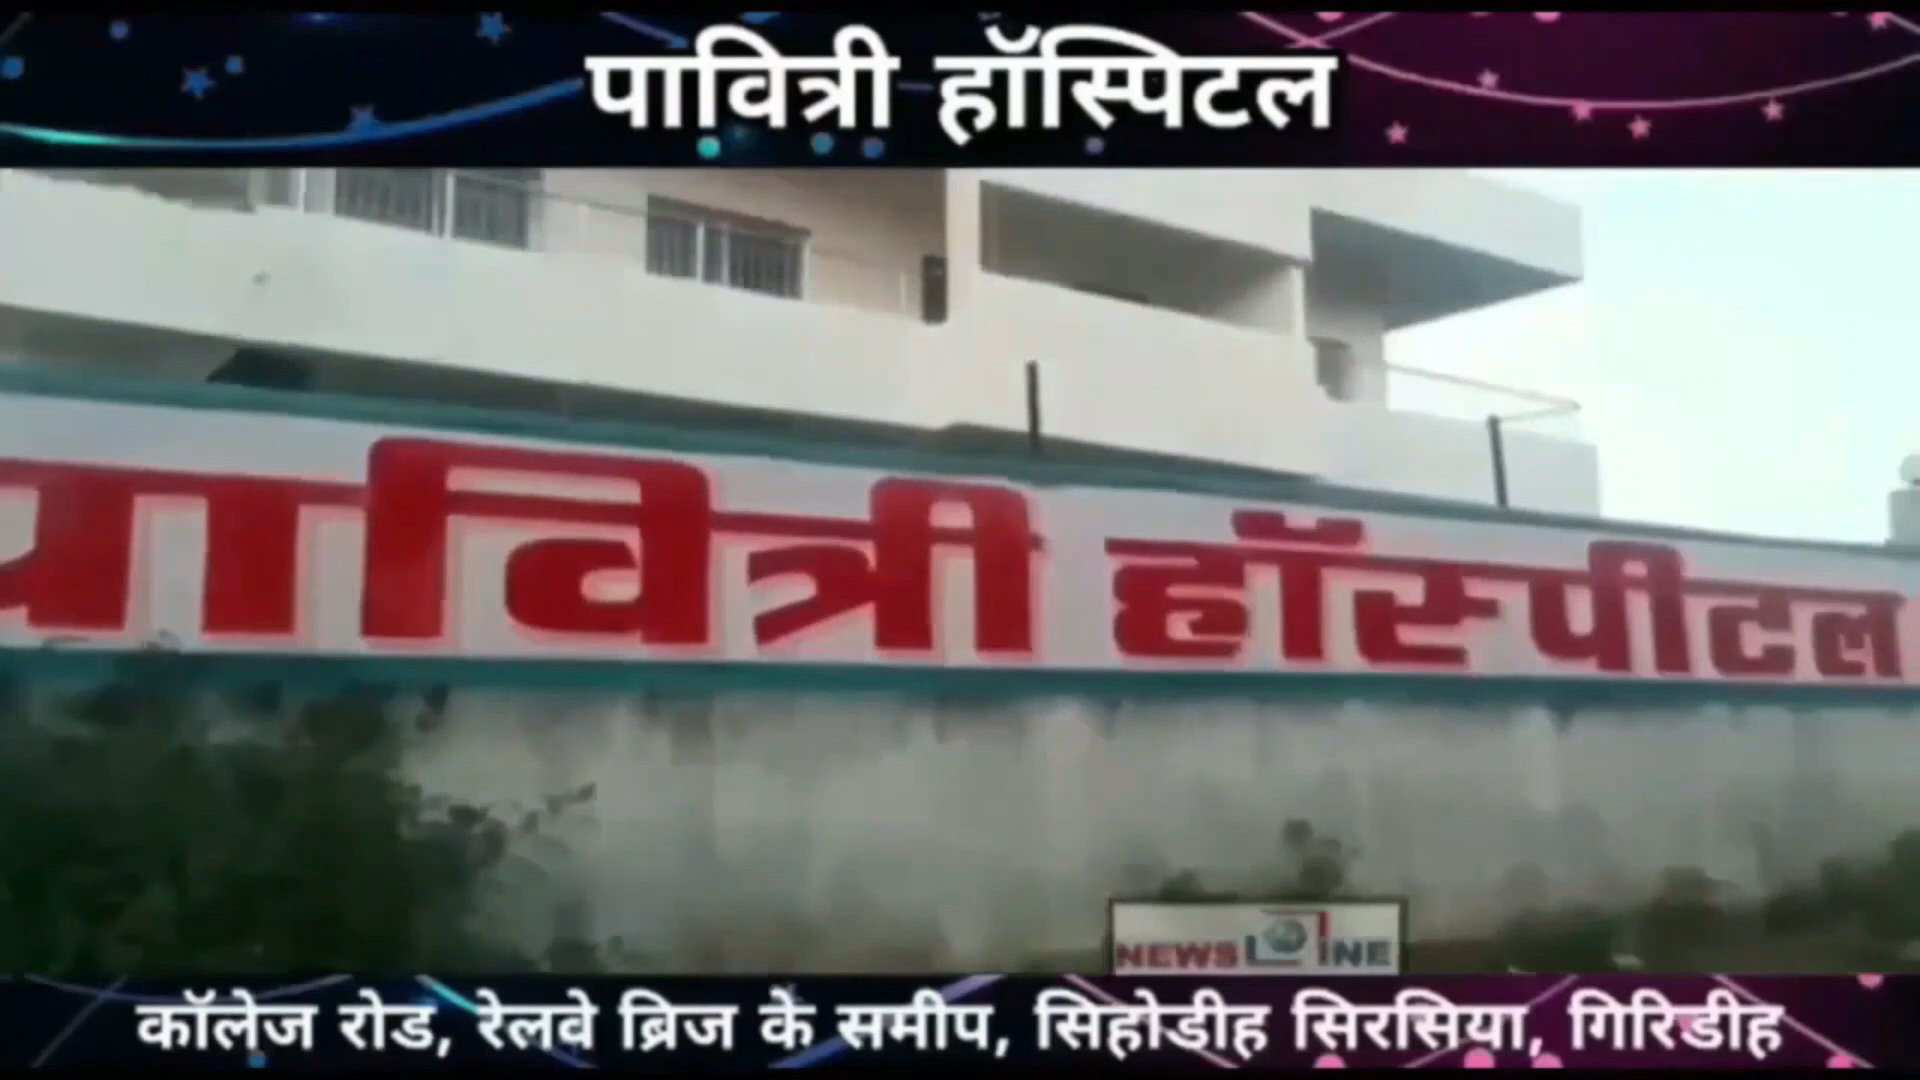 पावित्री हॉस्पिटल
पावित्री हॉस्पीटल
NEWS LINE
कॉलेज रोड, रेलवे ब्रिज के समीप, सिहोडीह सिरसिया, गिरिडीह